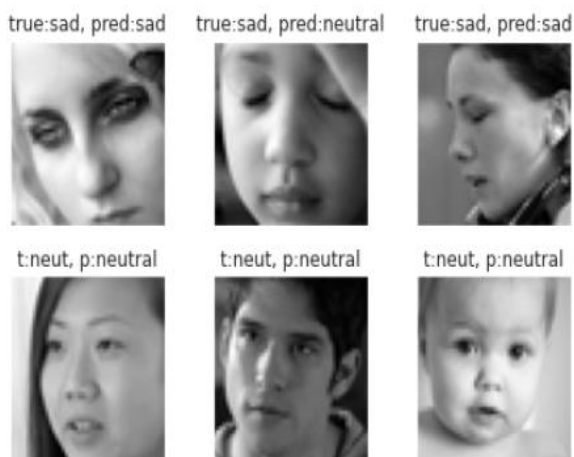 true:sad, pred:sad
true:sad, pred:neutral
true:sad, pred:sad
t:neut, p:neutral
t:neut, p:neutral
t:neut, p:neutral